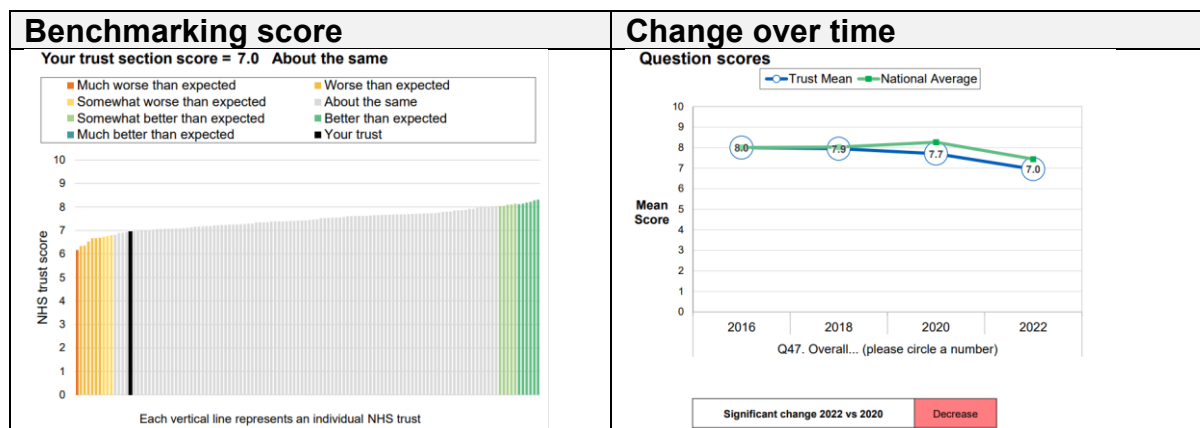 Benchmarking score
Your trust section score = 7.0 About the same
Much worse than expected
Worse than expected
Somewhat worse than expected
About the same
Somewhat better than expected
Better than expected
Much better than expected
Your trust
10
9
8
7
6
5
4
3
2
1
0
NHS trust score
Each vertical line represents an individual NHS trust
Change over time
Question scores
Trust Mean National Average
10
9
8
7
6
5
4
3
2
1
0
Mean
Score
8.0 7.9 7.7 7.0
2016 2018 2020 2022
Q47. Overall... (please circle a number)
Significant change 2022 vs 2020 Decrease